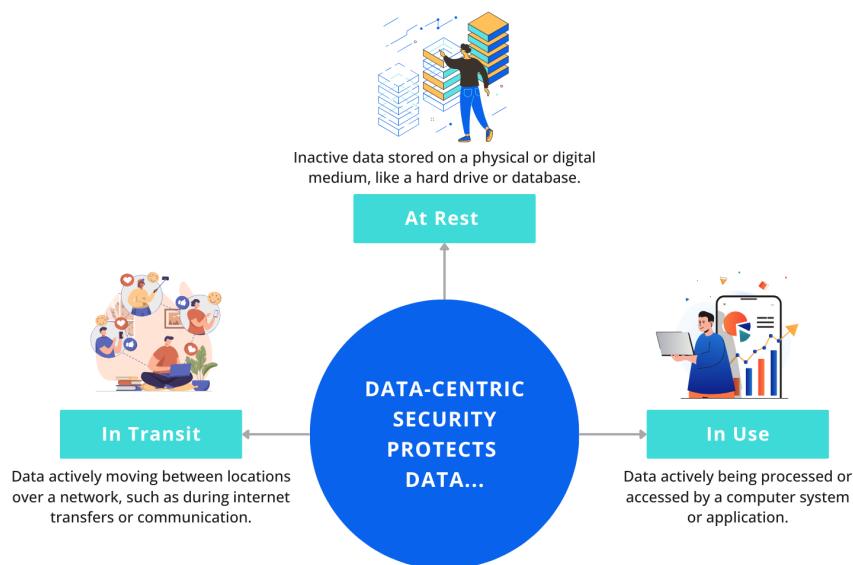 Inactive data stored on a physical or digital
medium, like a hard drive or database.
At Rest
In Transit
Data actively moving between locations
over a network, such as during internet
transfers or communication.
DATA-CENTRIC
SECURITY
PROTECTS
DATA...
In Use
Data actively being processed or
accessed by a computer system
or application.